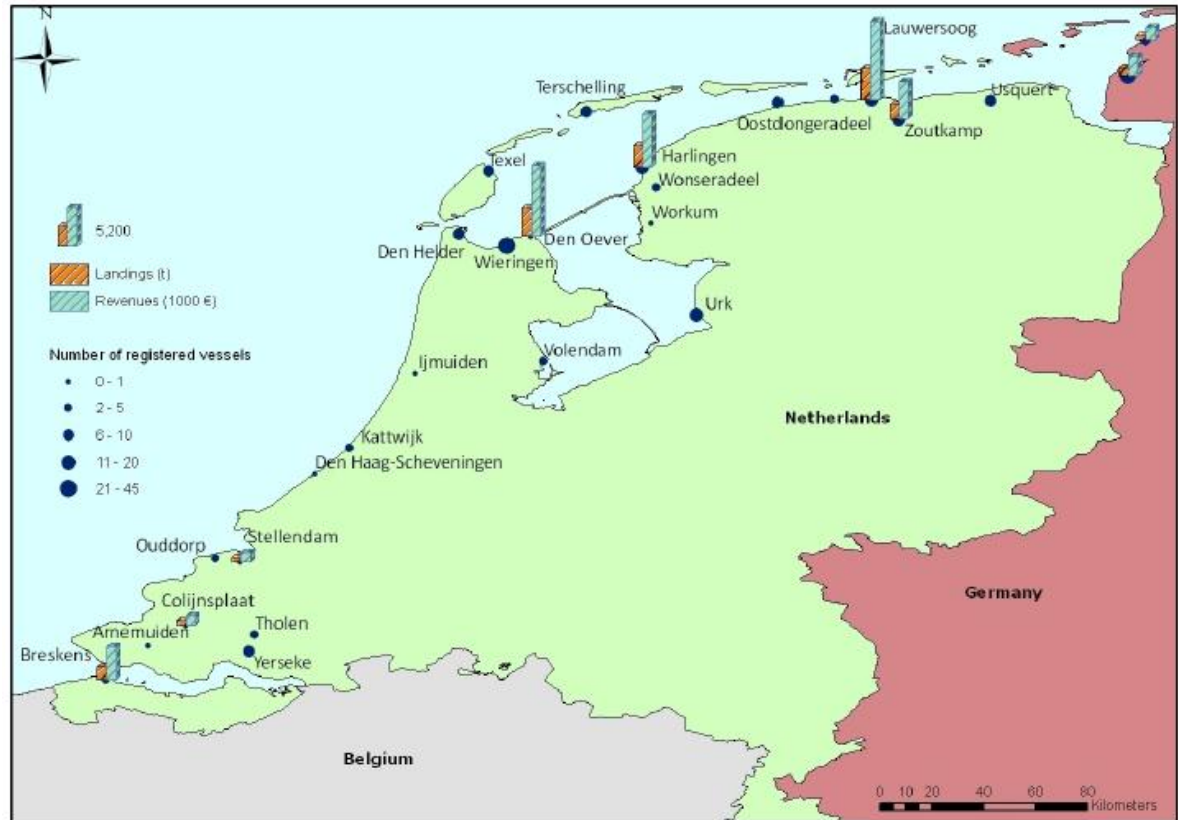 N
Lauwersoog
Terschelling
Usquert
Oostdlongeradeel
Zoutkamp
Harlingen
Texel
Wonseradeel
Workum
5,200
Den Oever
Den Helder
Wieringen
Landings (t)
Revenues (1000 €)
Urk
Number of registered vessels
Volendam
Ijmuiden
0 - 1
2 - 5
Netherlands
6 - 10
Kattwijk
11 - 20
Den Haag-Scheveningen
21 - 45
Stellendam
Ouddorp
Germany
Colijnsplaat
Tholen
Arnemuiden
Breskens
Yerseke
Belgium
0 10 20 40 60 80
Kilometers